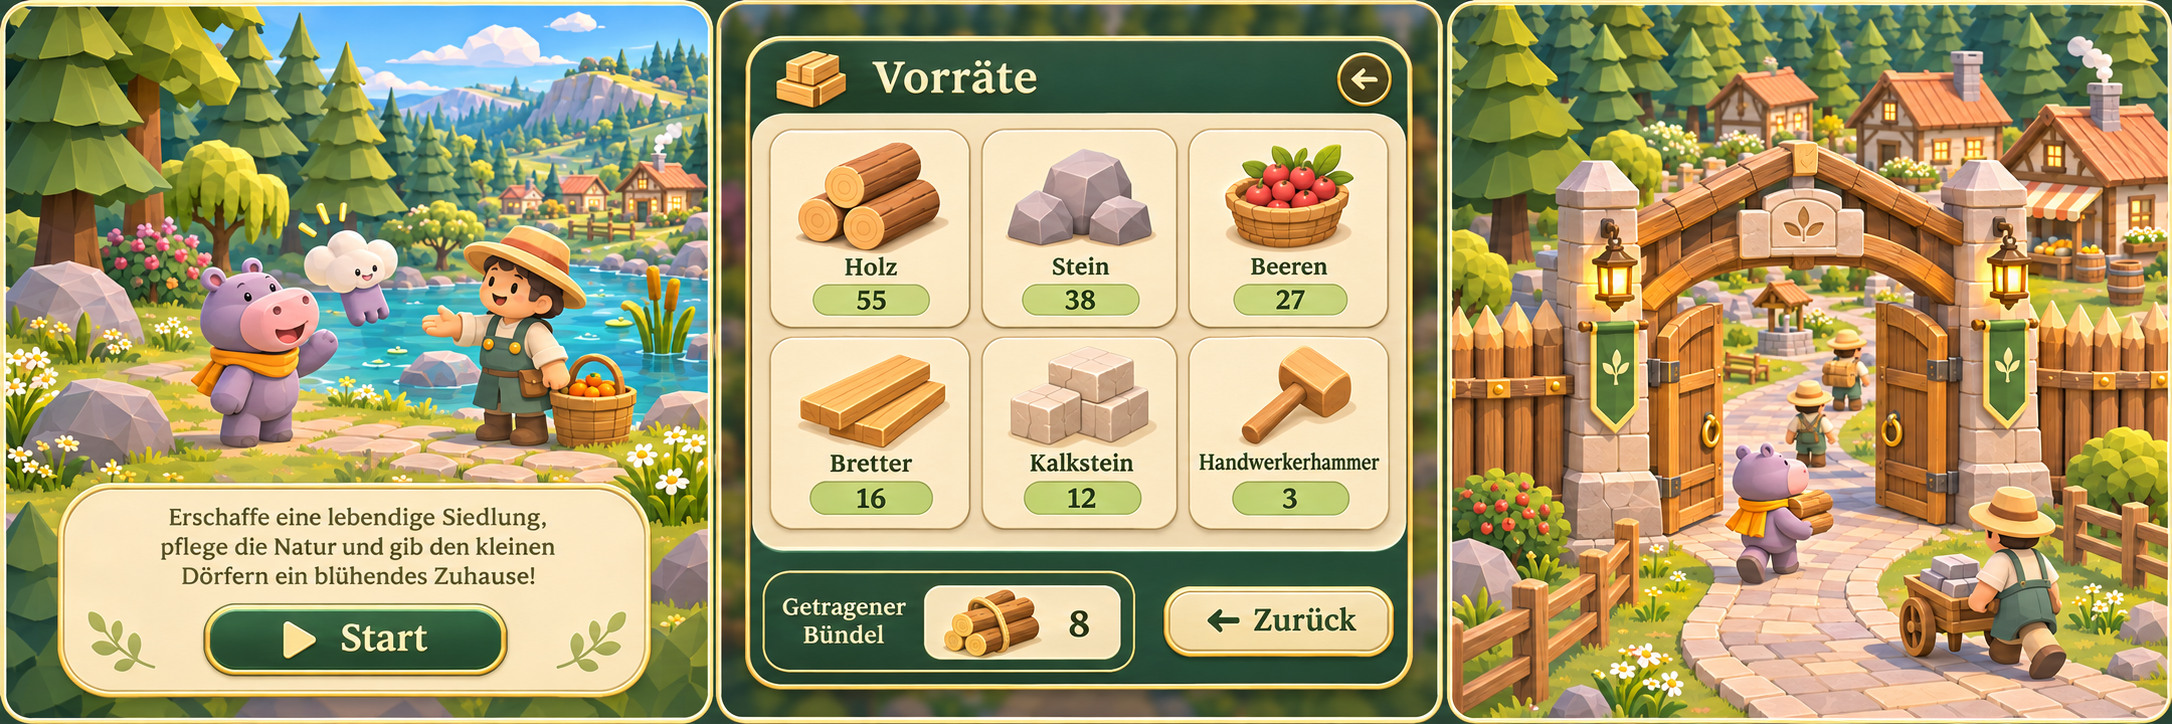 Erschaffe eine lebendige Siedlung,
pflege die Natur und gib den kleinen
Dörfern ein blühendes Zuhause!
Start
Vorräte
Holz
55
Stein
38
Beeren
27
Bretter
16
Kalkstein
12
Handwerkerhammer
3
Getragener
Bündel
8
Zurück